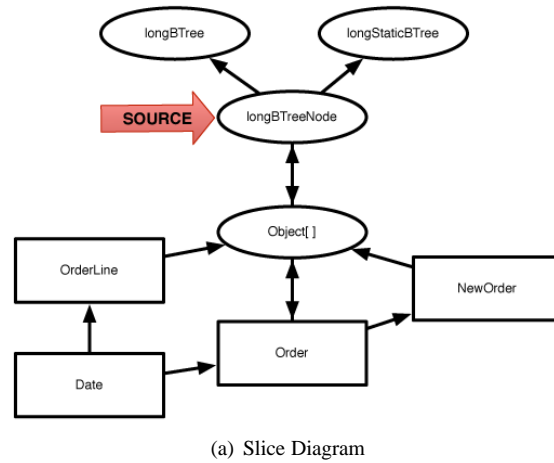 longBTree
longStaticBTree
SOURCE
longBTreeNode
Object[ ]
OrderLine
NewOrder
Order
Date
(a) Slice Diagram